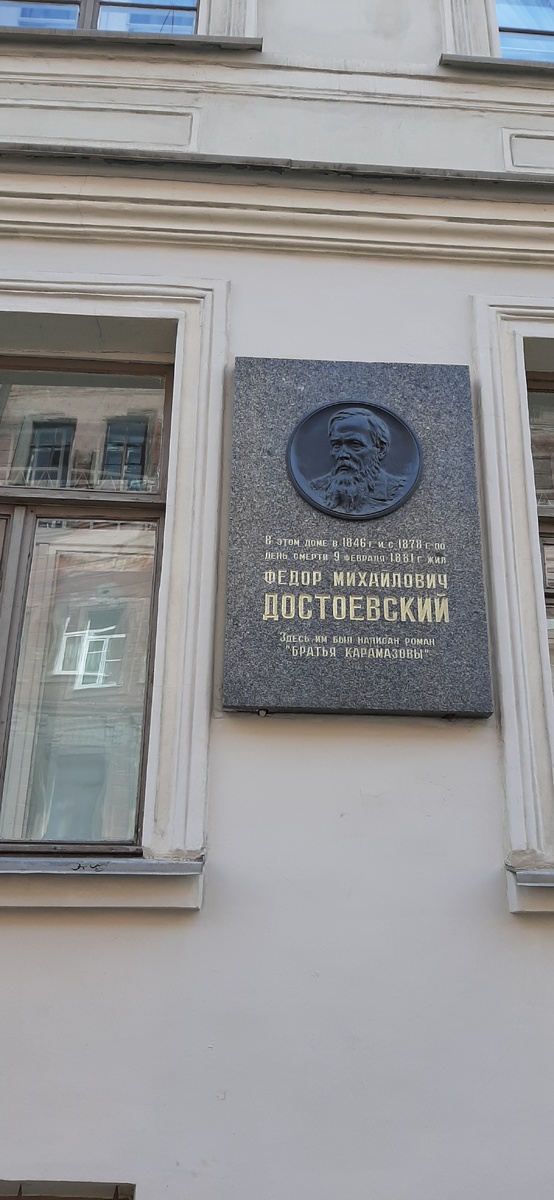 В ЭТОМ ДОМЕ В 1846 Г. И С 1878 Г. ПО
ДЕНЬ СМЕРТИ 9 ФЕВРАЛЯ 1881 Г. ЖИЛ
ФЕДОР МИХАЙЛОВИЧ
ДОСТОЕВСКИЙ
ЗДЕСЬ ИМ БЫЛ НАПИСАН РОМАН
"БРАТЬЯ КАРАМАЗОВЫ"